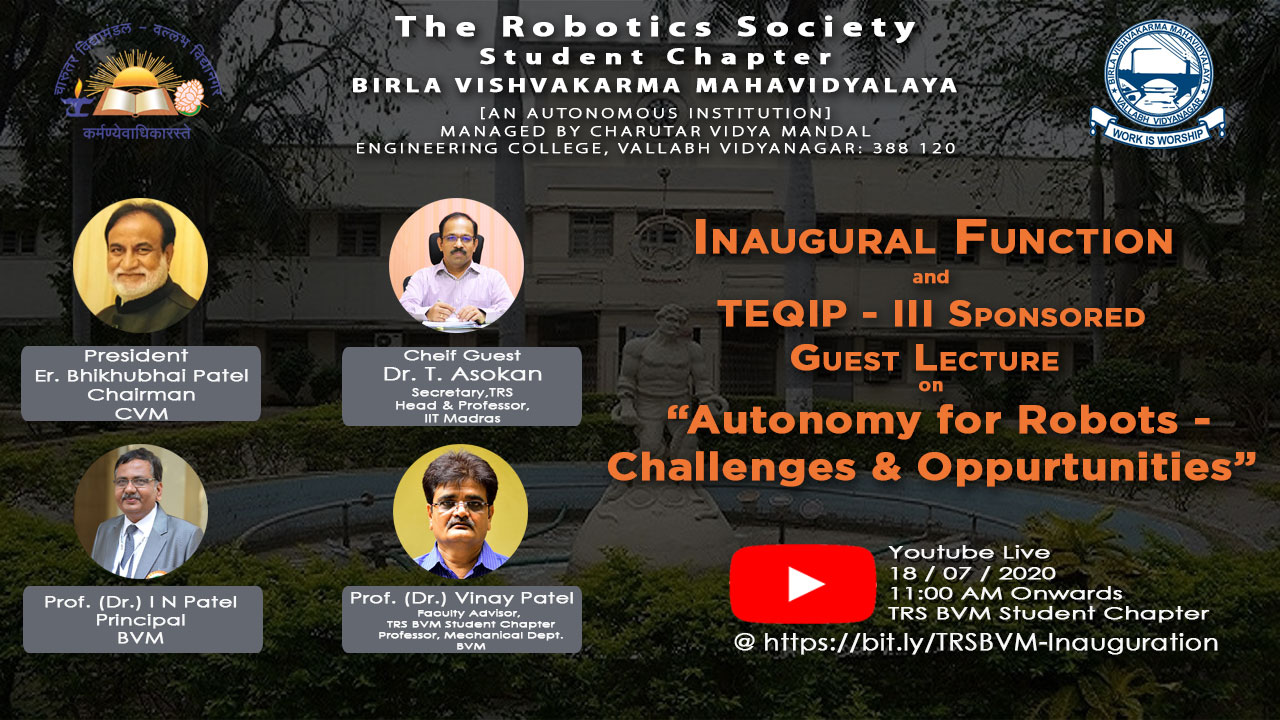 The Robotics Society
Student Chapter
BIRLA VISHVAKARMA MAHAVIDYALAYA
[AN AUTONOMOUS INSTITUTION]
MANAGED BY CHARUTAR VIDYA MANDAL
ENGINEERING COLLEGE, VALLABH VIDYANAGAR: 388 120
चारुतर विद्यामंडल - वल्लभ विद्यानगर
कर्मण्येवाधिकारस्ते
BIRLA VISHVAKARMA MAHAVIDYALAYA
VALLABH VIDYANAGAR
WORK IS WORSHIP
President
Er. Bhikhubhai Patel
Chairman
CVM
Cheif Guest
Dr. T. Asokan
Secretary,TRS
Head & Professor,
IIT Madras
Prof. (Dr.) I N Patel
Principal
BVM
Prof. (Dr.) Vinay Patel
Faculty Advisor,
TRS BVM Student Chapter
Professor, Mechanical Dept.
BVM
INAUGURAL FUNCTION
and
TEQIP - III SPONSORED
GUEST LECTURE
on
“Autonomy for Robots -
Challenges & Oppurtunities”
Youtube Live
18 / 07 / 2020
11:00 AM Onwards
TRS BVM Student Chapter
@ https://bit.ly/TRSBVM-Inauguration